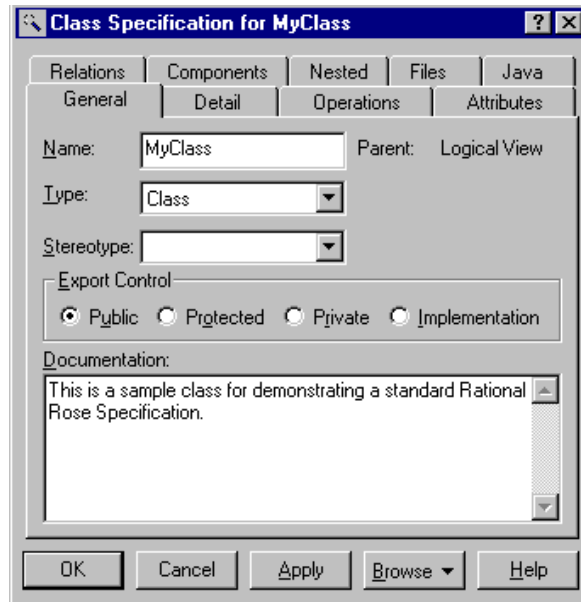 Class Specification for MyClass
Relations Components Nested Files Java
General Detail Operations Attributes
Name: MyClass Parent: Logical View
Type: Class
Stereotype:
Export Control
Public Protected Private Implementation
Documentation:
This is a sample class for demonstrating a standard Rational
Rose Specification.
OK Cancel Apply Browse Help